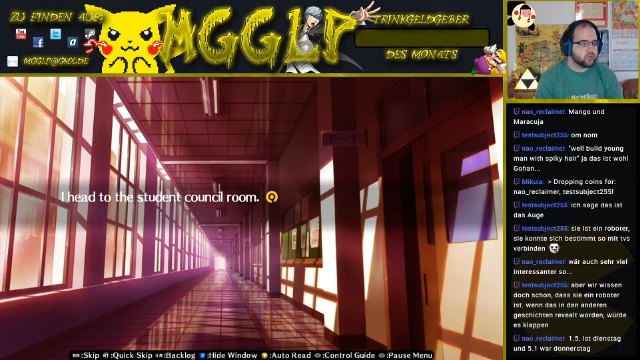 ZU FINDEN AUF:
MGGLP@GMX.DE
MGGLP
TRINKGELDGEBER
DES MONATS
I head to the student council room.
:Skip :Quick Skip :Backlog :Hide Window :Auto Read :Control Guide :Pause Menu
nao_reclaimer: Mango und
Maracuja
testsubject255: om nom
nao_reclaimer: "well build young
man with spiky hair" ja das ist wohl
Gohan...
Mikuia: > Dropping coins for:
nao_reclaimer, testsubject255!
testsubject255: ich sage das ist
das Auge
testsubject255: sie ist ein roboter,
sie könnte sich bestimmt so mit tvs
verbinden
nao_reclaimer: wär auch sehr viel
interessanter so...
testsubject255: aber wir wissen
doch schon, dass sie ein roboter
ist. wenn das in den anderen
geschichten revealt worden, würde
es klappen
nao_reclaimer: 1.5. ist dienstag
und 5.1 war donnerstag